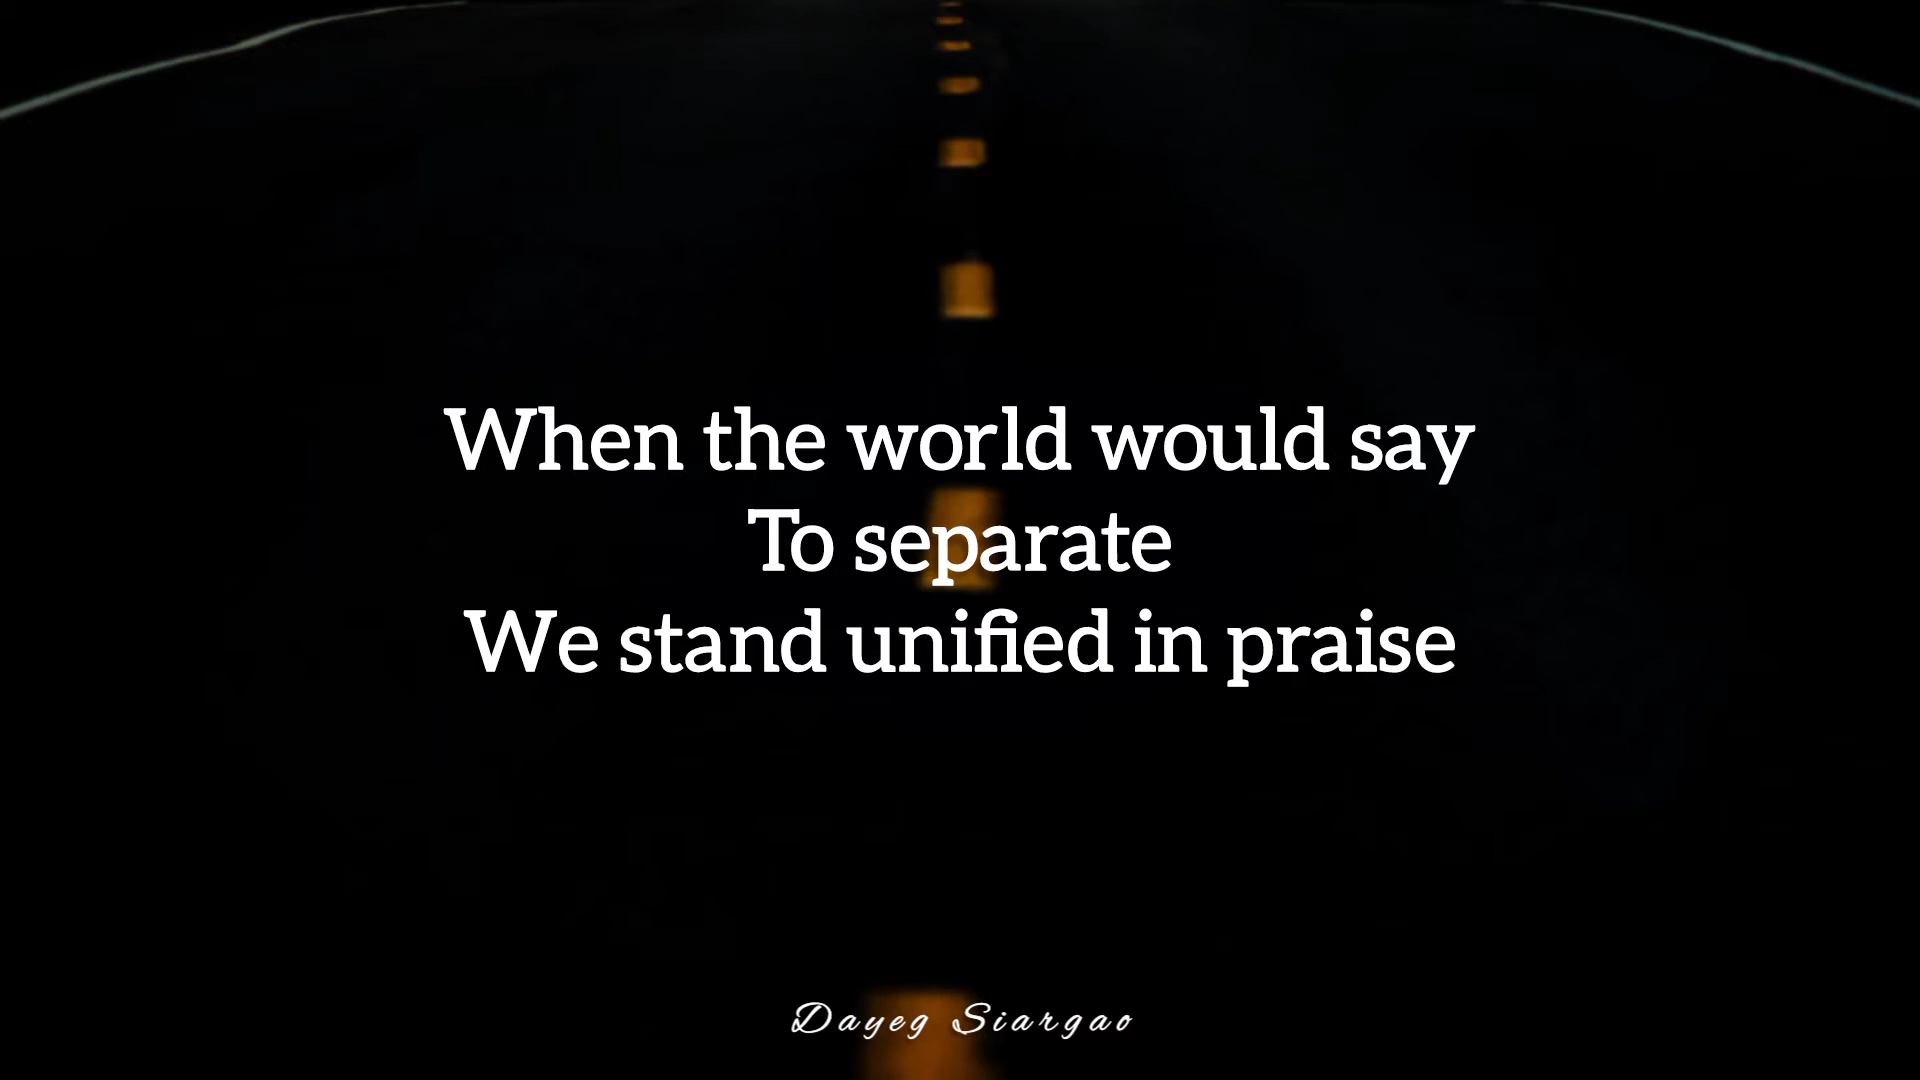 When the world would say
To separate
We stand unified in praise
Dayeg Siargao